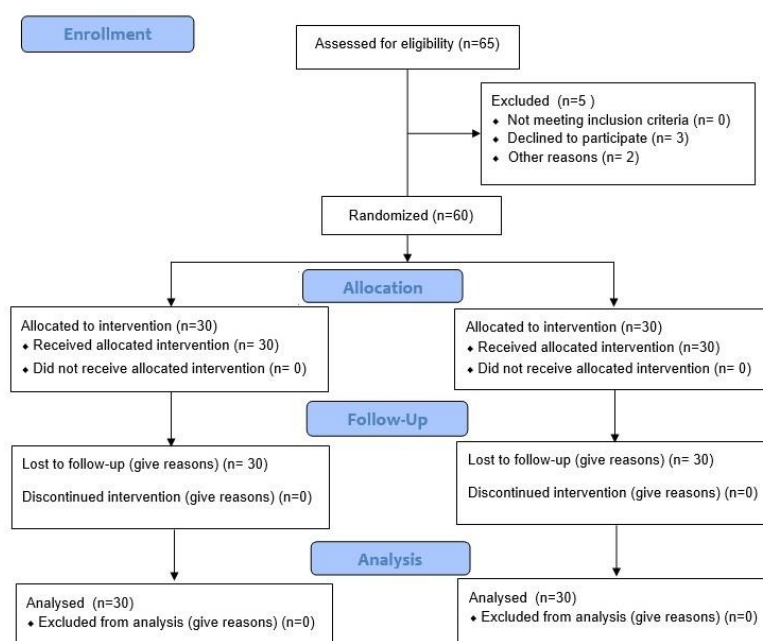 Enrollment
Assessed for eligibility (n=65)
Excluded (n=5 )
♦ Not meeting inclusion criteria (n= 0)
♦ Declined to participate (n= 3)
♦ Other reasons (n= 2)
Randomized (n=60)
Allocation
Allocated to intervention (n=30)
♦ Received allocated intervention (n= 30)
♦ Did not receive allocated intervention (n= 0)
Allocated to intervention (n=30)
♦ Received allocated intervention (n=30)
♦ Did not receive allocated intervention (n= 0)
Follow-Up
Lost to follow-up (give reasons) (n= 30)
Discontinued intervention (give reasons) (n=0)
Lost to follow-up (give reasons) (n= 30)
Discontinued intervention (give reasons) (n=0)
Analysis
Analysed (n=30)
♦ Excluded from analysis (give reasons) (n=0)
Analysed (n=30)
♦ Excluded from analysis (give reasons) (n=0)